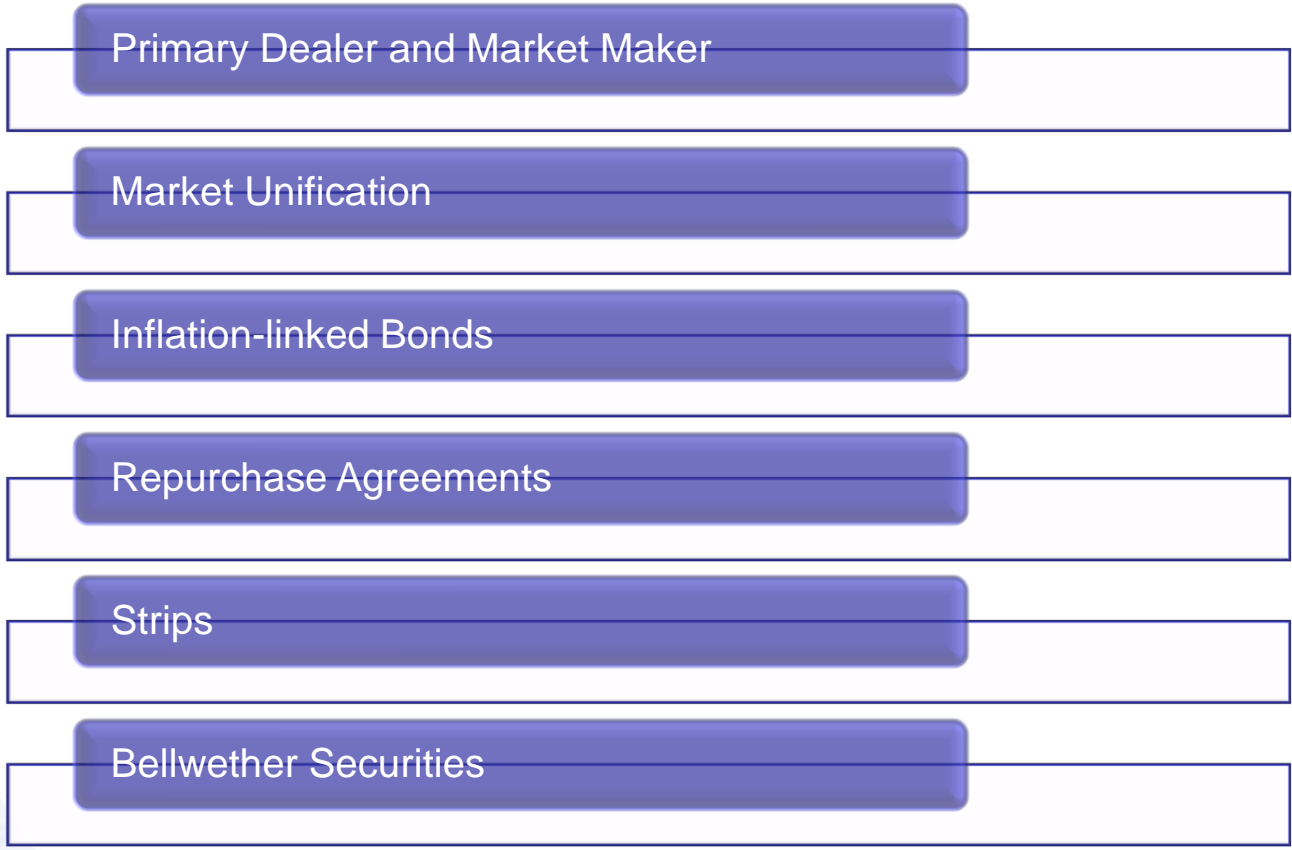 Primary Dealer and Market Maker
Market Unification
Inflation-linked Bonds
Repurchase Agreements
Strips
Bellwether Securities